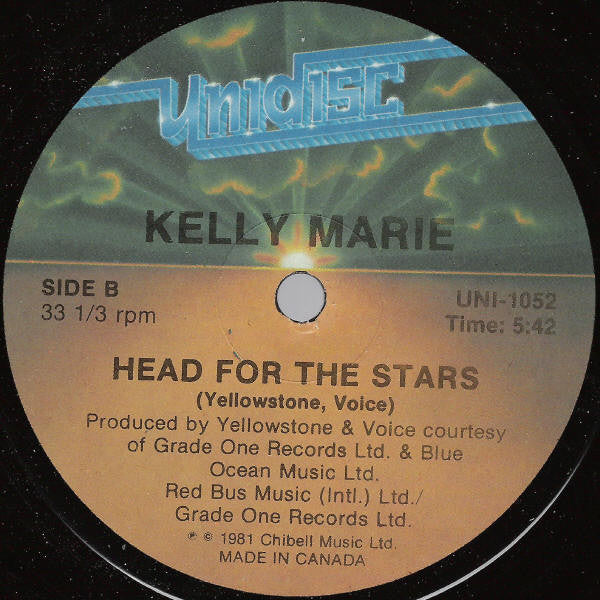 Unidisc
KELLY MARIE
SIDE B
33 1/3 rpm
UNI-1052
Time: 5:42
HEAD FOR THE STARS
(Yellowstone, Voice)
Produced by Yellowstone & Voice courtesy
of Grade One Records Ltd. & Blue
Ocean Music Ltd.
Red Bus Music (Intl.) Ltd./
Grade One Records Ltd.
℗ © 1981 Chibell Music Ltd.
MADE IN CANADA